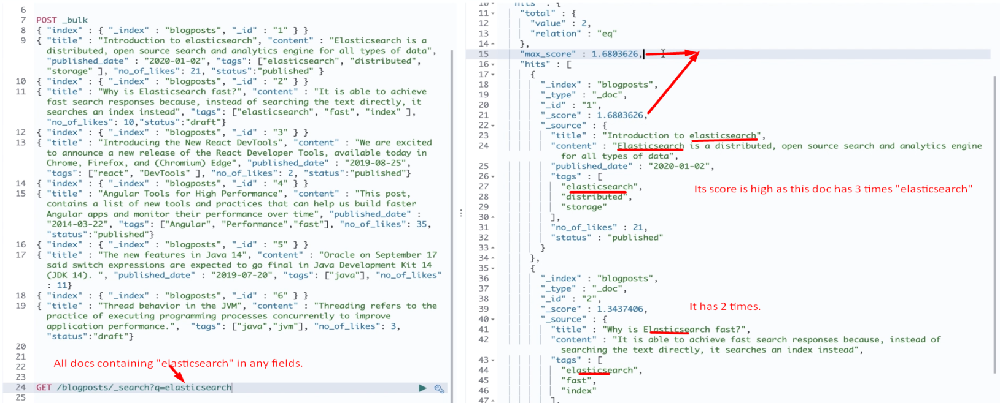 6
7 POST _bulk
8 { "index" : { "_index" : "blogposts", "_id" : "1" } }
9 { "title" : "Introduction to elasticsearch", "content" : "Elasticsearch is a
distributed, open source search and analytics engine for all types of data",
"published_date" : "2020-01-02", "tags": ["elasticsearch", "distributed",
"storage" ], "no_of_likes": 21, "status":"published" }
10 { "index" : { "_index" : "blogposts", "_id" : "2" } }
11 { "title" : "Why is Elasticsearch fast?", "content" : "It is able to achieve
fast search responses because, instead of searching the text directly, it
searches an index instead", "tags": ["elasticsearch", "fast", "index" ],
"no_of_likes": 10,"status":"draft"}
12 { "index" : { "_index" : "blogposts", "_id" : "3" } }
13 { "title" : "Introducing the New React DevTools", "content" : "We are excited
to announce a new release of the React Developer Tools, available today in
Chrome, Firefox, and (Chromium) Edge", "published_date" : "2019-08-25",
"tags": ["react", "DevTools" ], "no_of_likes": 2, "status":"published"}
14 { "index" : { "_index" : "blogposts", "_id" : "4" } }
15 { "title" : "Angular Tools for High Performance", "content" : "This post,
contains a list of new tools and practices that can help us build faster
Angular apps and monitor their performance over time", "published_date" :
"2014-03-22", "tags": ["Angular", "Performance","fast"], "no_of_likes": 35,
"status":"published"}
16 { "index" : { "_index" : "blogposts", "_id" : "5" } }
17 { "title" : "The new features in Java 14", "content" : "Oracle on September 17
said switch expressions are expected to go final in Java Development Kit 14
(JDK 14). ", "published_date" : "2019-07-20", "tags": ["java"], "no_of_likes"
: 11}
18 { "index" : { "_index" : "blogposts", "_id" : "6" } }
19 { "title" : "Thread behavior in the JVM", "content" : "Threading refers to the
practice of executing programming processes concurrently to improve
application performance.", "tags": ["java","jvm"], "no_of_likes": 3,
"status":"draft"}
20
21
22 All docs containing "elasticsearch" in any fields.
23
24 GET /blogposts/_search?q=elasticsearch
25
10 "hits" : {
11 "total" : {
12 "value" : 2,
13 "relation" : "eq"
14 },
15 "max_score" : 1.6803626,
16 "hits" : [
17 {
18 "_index" : "blogposts",
19 "_type" : "_doc",
20 "_id" : "1",
21 "_score" : 1.6803626,
22 "_source" : {
23 "title" : "Introduction to elasticsearch",
24 "content" : "Elasticsearch is a distributed, open source search and analytics engine
for all types of data",
25 "published_date" : "2020-01-02",
26 "tags" : [
27 "elasticsearch",
Its score is high as this doc has 3 times "elasticsearch"
28 "distributed",
29 "storage"
30 ],
31 "no_of_likes" : 21,
32 "status" : "published"
33 }
34 },
35 {
36 "_index" : "blogposts",
37 "_type" : "_doc",
38 "_id" : "2",
It has 2 times.
39 "_score" : 1.3437406,
40 "_source" : {
41 "title" : "Why is Elasticsearch fast?",
42 "content" : "It is able to achieve fast search responses because, instead of
searching the text directly, it searches an index instead",
43 "tags" : [
44 "elasticsearch",
45 "fast",
46 "index"
47 ],